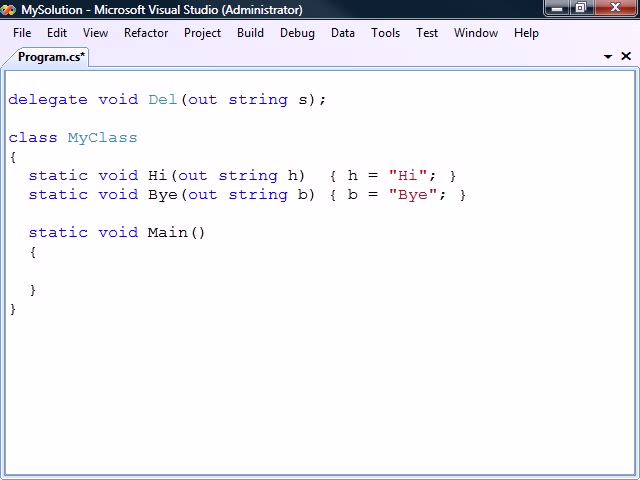 MySolution - Microsoft Visual Studio (Administrator)
File Edit View Refactor Project Build Debug Data Tools Test Window Help
Program.cs*
delegate void Del(out string s);
class MyClass
{
static void Hi(out string h) { h = "Hi"; }
static void Bye(out string b) { b = "Bye"; }
static void Main()
{
}
}